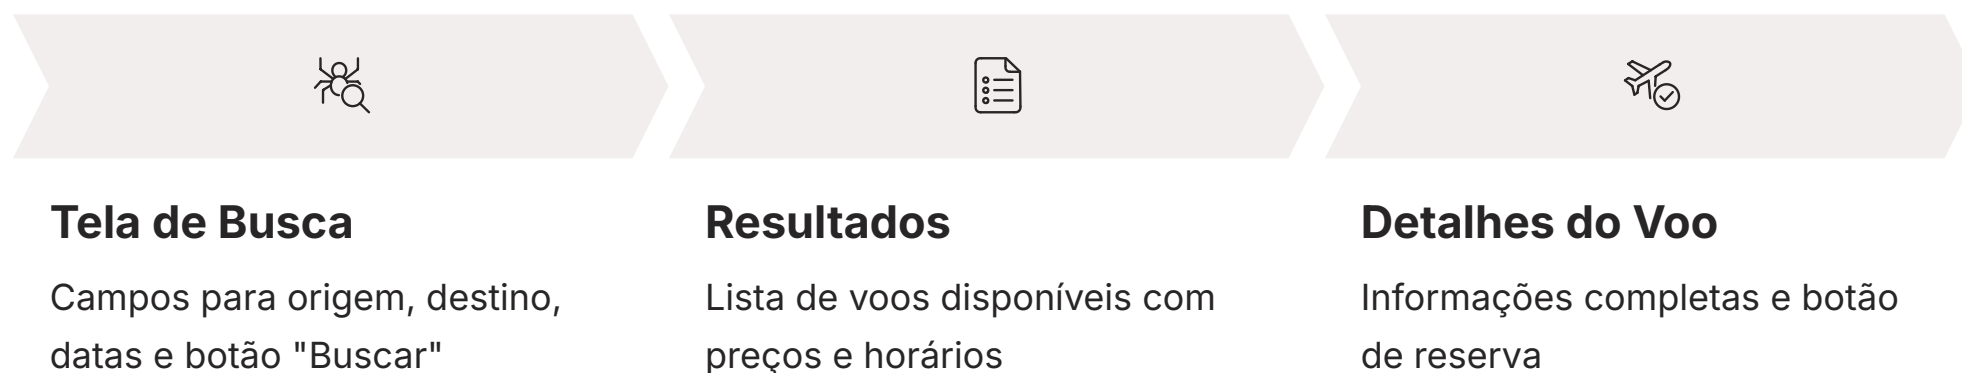 Tela de Busca
Campos para origem, destino,
datas e botão "Buscar"
Resultados
Lista de voos disponíveis com
preços e horários
Detalhes do Voo
Informações completas e botão
de reserva